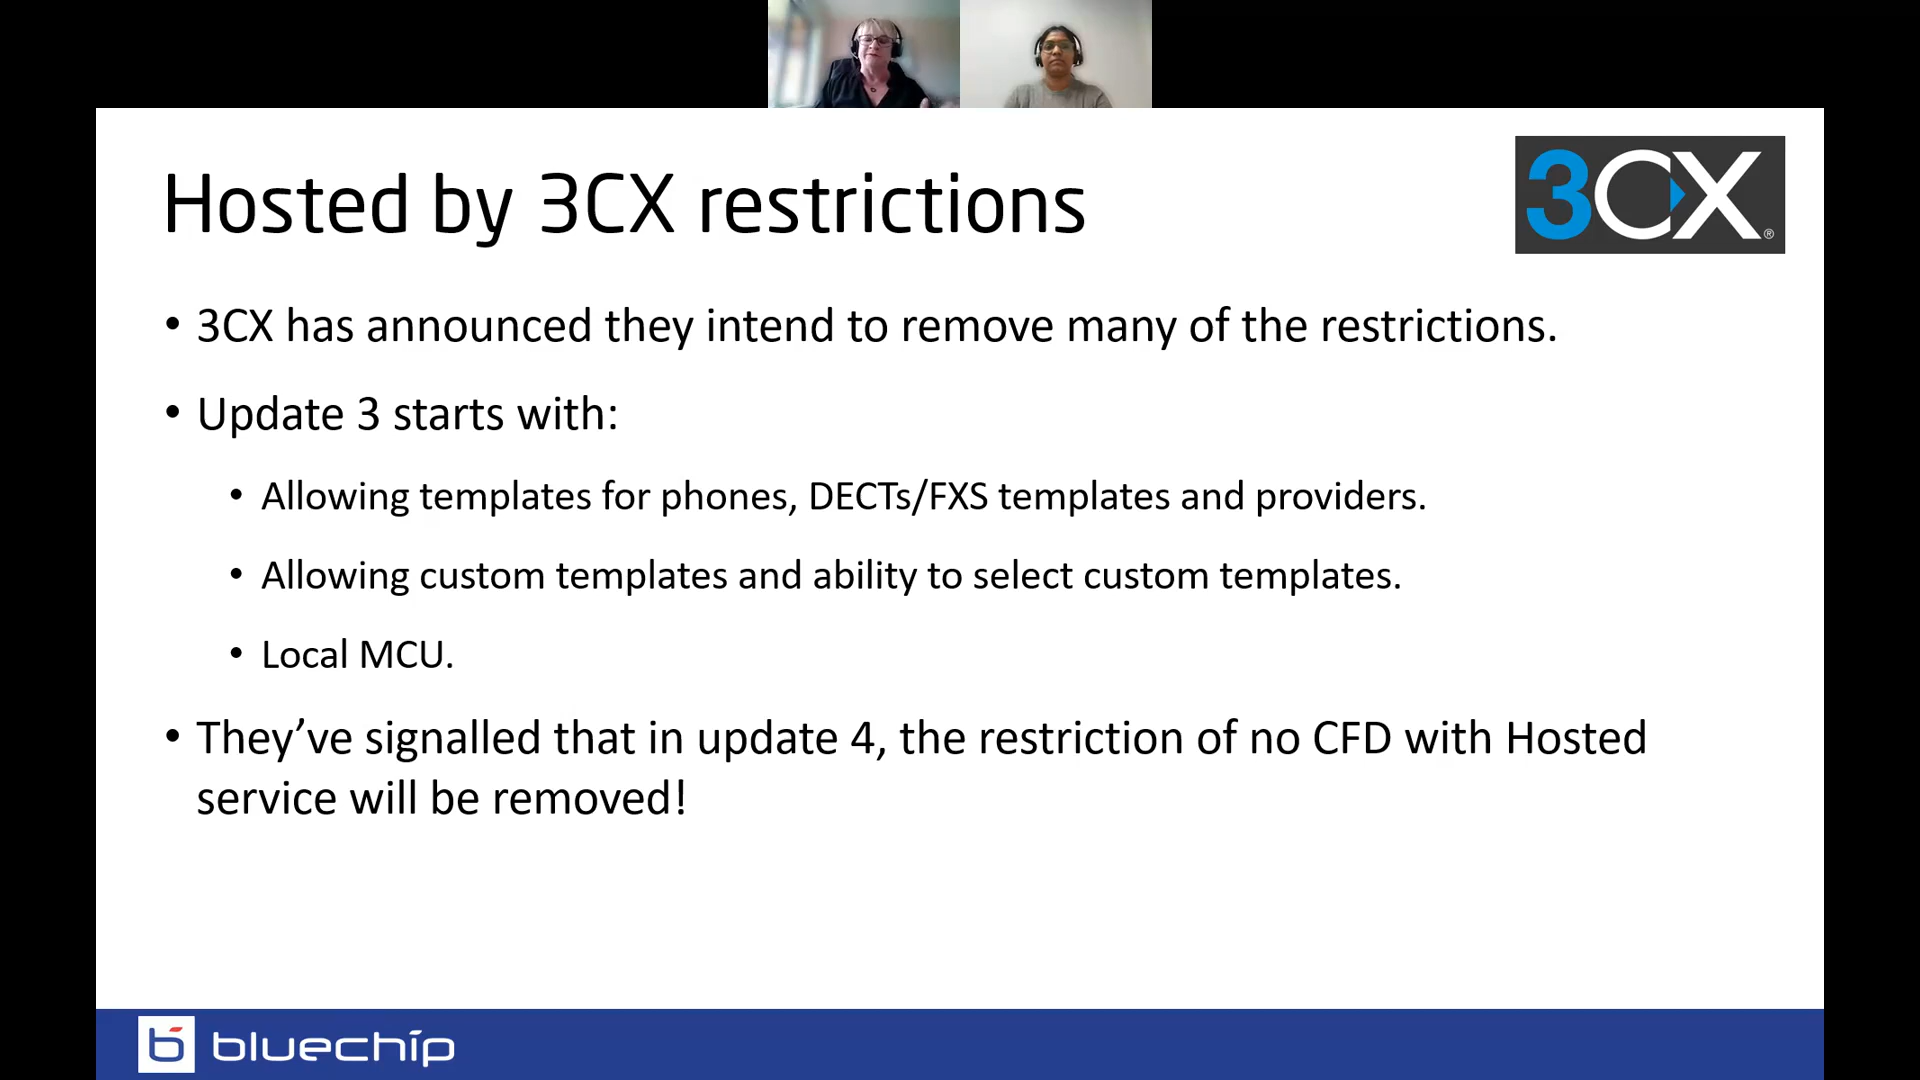 Hosted by 3CX restrictions
3CX®
• 3CX has announced they intend to remove many of the restrictions.
• Update 3 starts with:
• Allowing templates for phones, DECTs/FXS templates and providers.
• Allowing custom templates and ability to select custom templates.
• Local MCU.
• They’ve signalled that in update 4, the restriction of no CFD with Hosted
service will be removed!
b bluechip